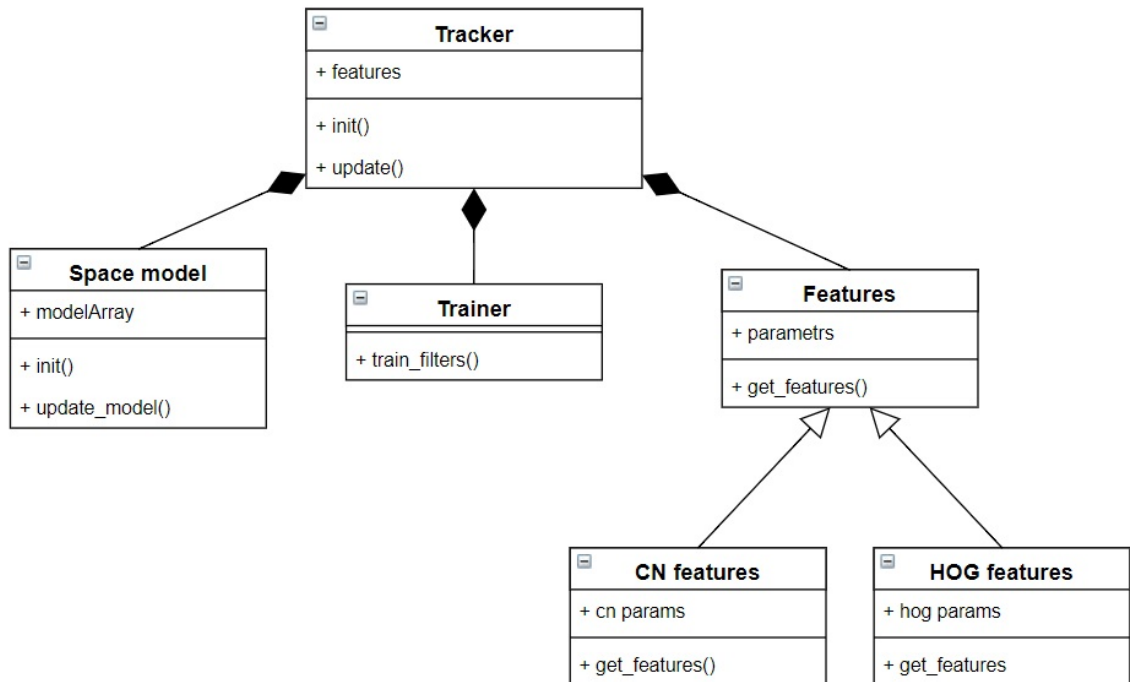 Tracker
+ features
+ init()
+ update()
Space model
+ modelArray
+ init()
+ update_model()
Trainer
+ train_filters()
Features
+ parametrs
+ get_features()
CN features
+ cn params
+ get_features()
HOG features
+ hog params
+ get_features